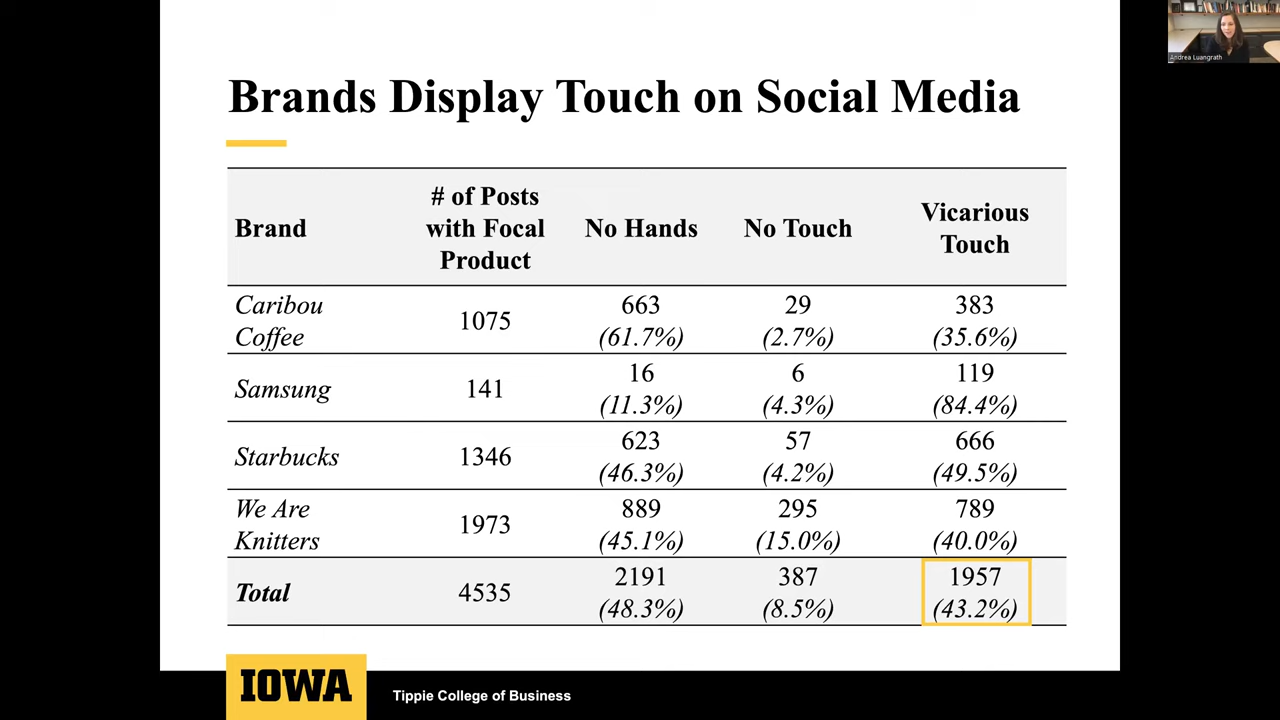 Andrea Luangrath
Brands Display Touch on Social Media
Brand
# of Posts
with Focal
Product
No Hands
No Touch
Vicarious
Touch
Caribou
Coffee
1075
663
(61.7%)
29
(2.7%)
383
(35.6%)
Samsung
141
16
(11.3%)
6
(4.3%)
119
(84.4%)
Starbucks
1346
623
(46.3%)
57
(4.2%)
666
(49.5%)
We Are
Knitters
1973
889
(45.1%)
295
(15.0%)
789
(40.0%)
Total
4535
2191
(48.3%)
387
(8.5%)
1957
(43.2%)
IOWA
Tippie College of Business